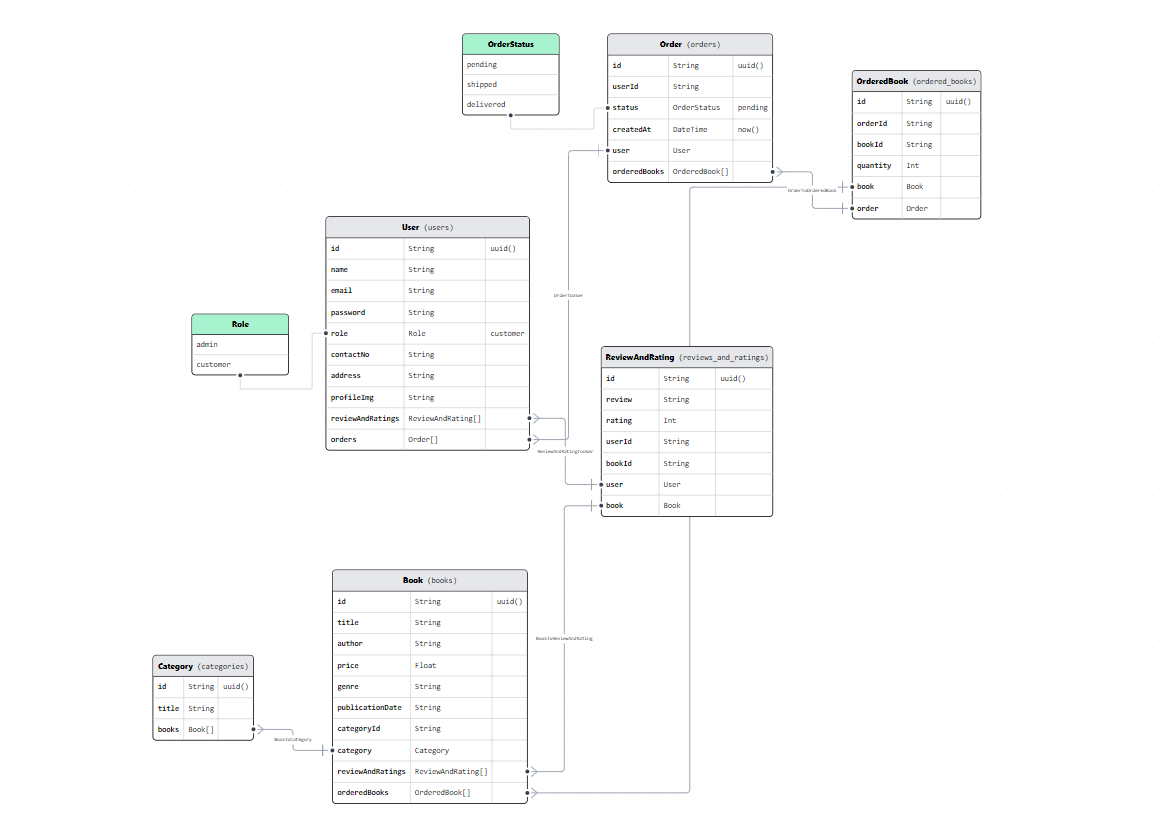 OrderStatus
pending
shipped
delivered
Order (orders)
id String uuid()
userId String
status OrderStatus pending
createdAt DateTime now()
user User
orderedBooks OrderedBook[]
OrderedBook (ordered_books)
id String uuid()
orderId String
bookId String
quantity Int
book Book
order Order
OrderToOrderedBook
User (users)
id String uuid()
name String
email String
password String
role Role customer
contactNo String
address String
profileImg String
reviewAndRatings ReviewAndRating[]
orders Order[]
OrderToUser
Role
admin
customer
ReviewAndRating (reviews_and_ratings)
id String uuid()
review String
rating Int
userId String
bookId String
user User
book Book
ReviewAndRatingToUser
Book (books)
id String uuid()
title String
author String
price Float
genre String
publicationDate String
categoryId String
category Category
reviewAndRatings ReviewAndRating[]
orderedBooks OrderedBook[]
BookToReviewAndRating
Category (categories)
id String uuid()
title String
books Book[]
BookToCategory